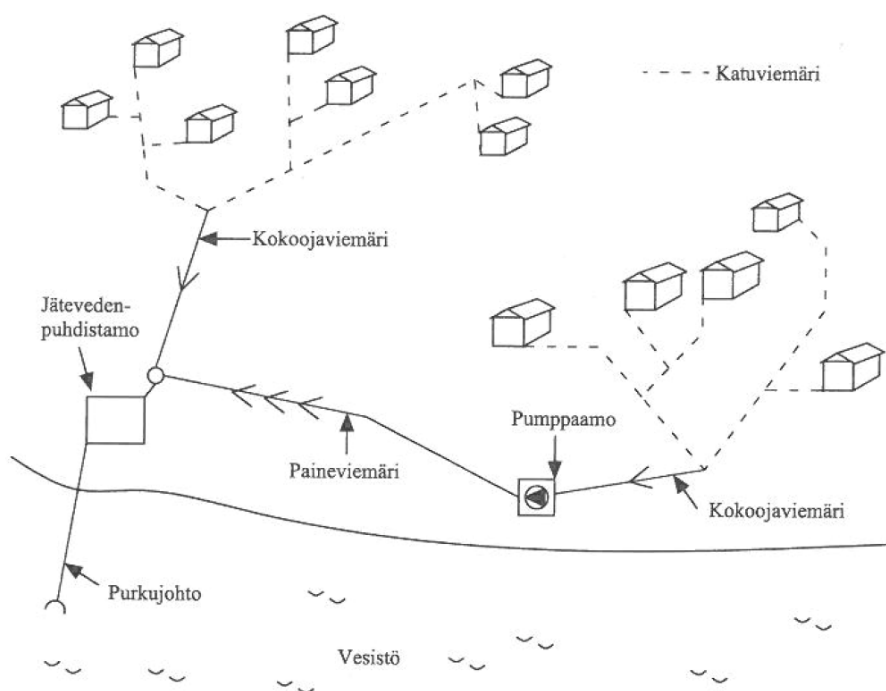 Katuviemäri
Kokoojaviemäri
Jäteveden-
puhdistamo
Pumppaamo
Paineviemäri
Kokoojaviemäri
Purkujohto
Vesistö